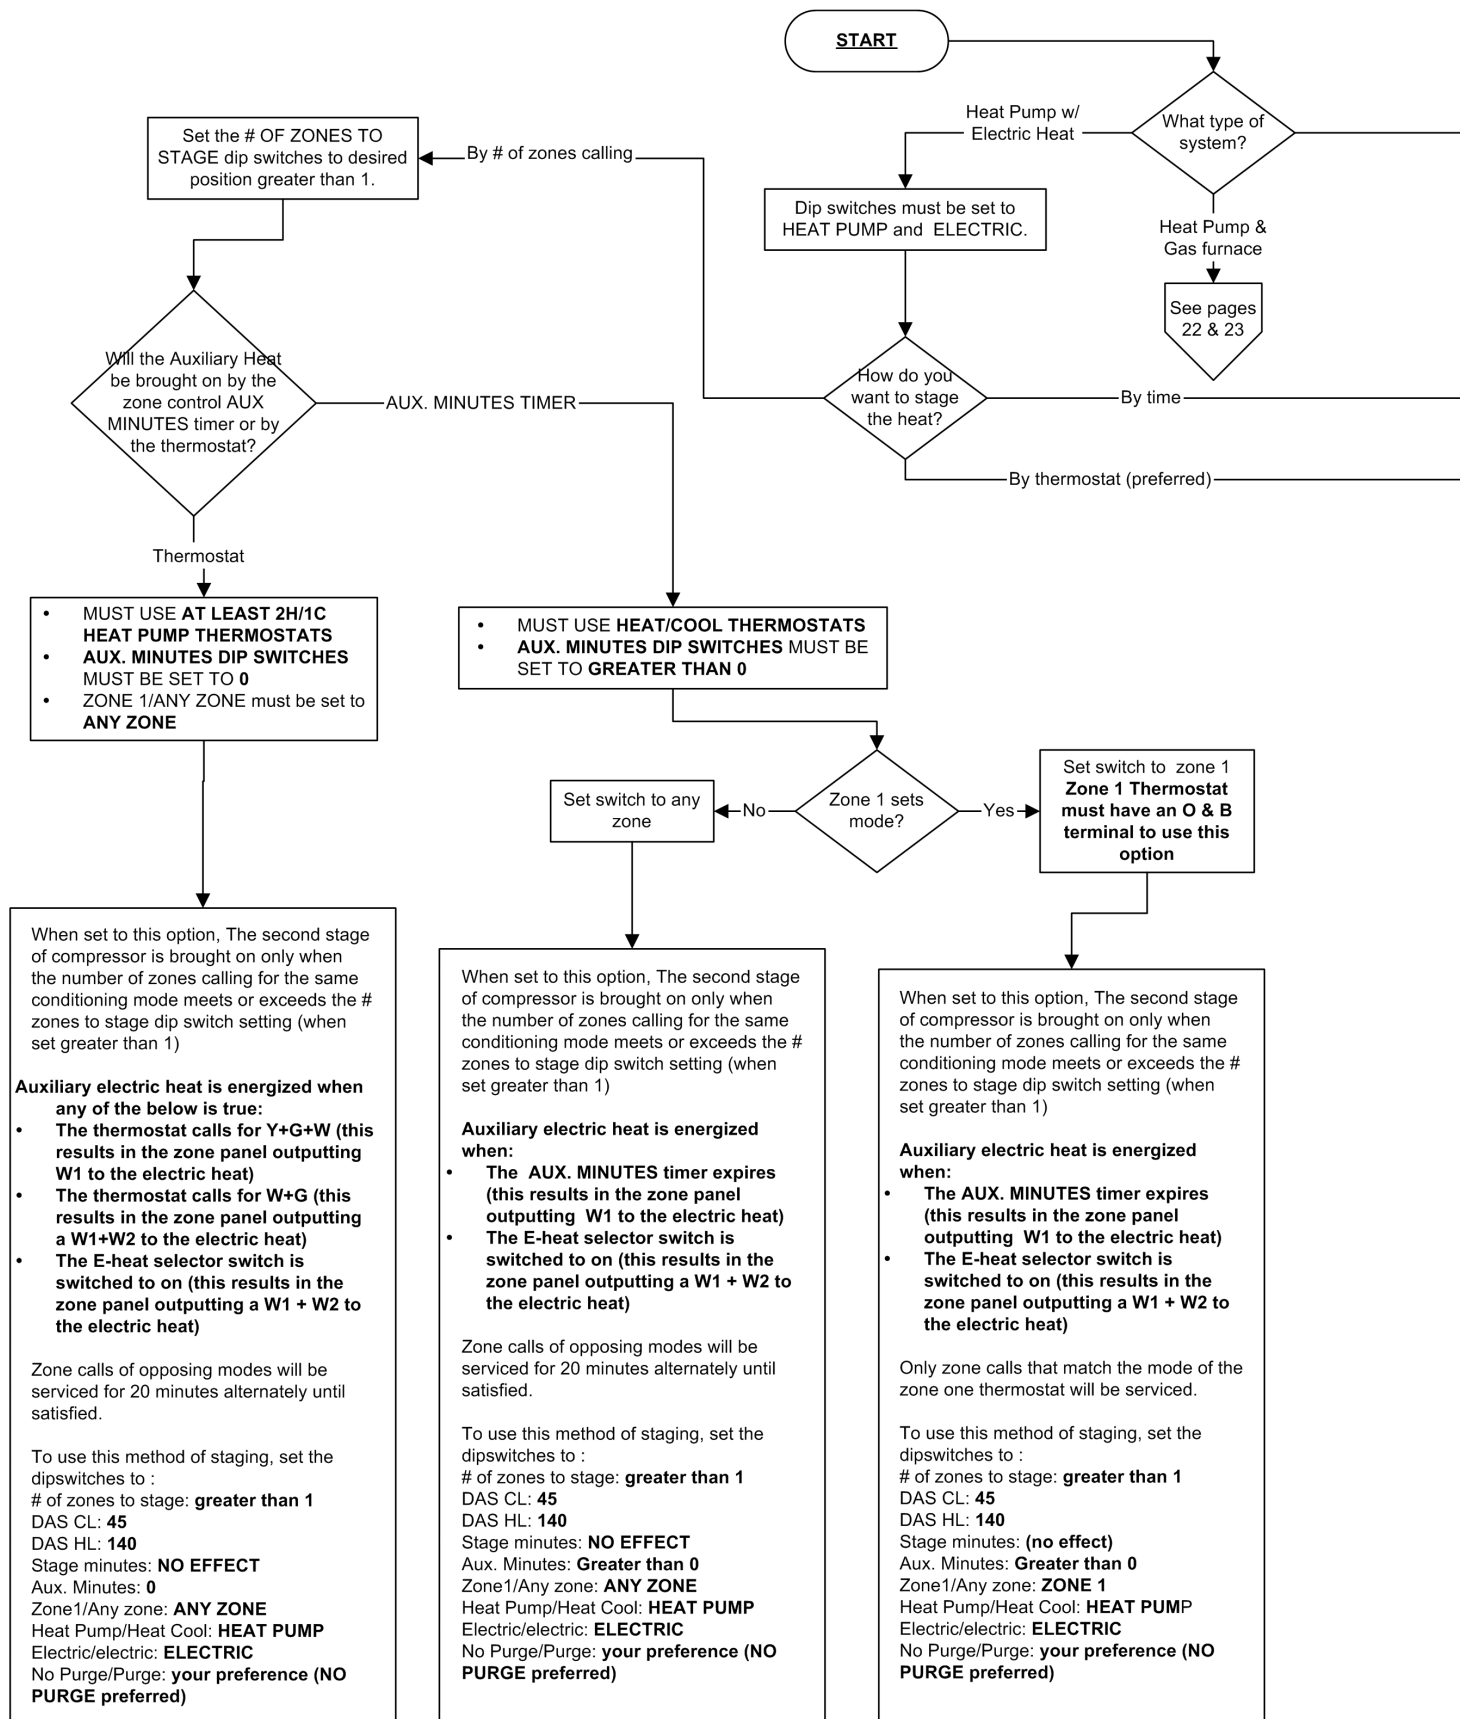 START
What type of
system?
Heat Pump w/
Electric Heat
Heat Pump &
Gas furnace
See pages
22 & 23
Dip switches must be set to
HEAT PUMP and  ELECTRIC.
How do you
want to stage
the heat?
By time
By thermostat (preferred)
By # of zones calling
Set the # OF ZONES TO
STAGE dip switches to desired
position greater than 1.
Will the Auxiliary Heat
be brought on by the
zone control AUX
MINUTES timer or by
the thermostat?
AUX. MINUTES TIMER
Thermostat
• MUST USE AT LEAST 2H/1C
HEAT PUMP THERMOSTATS
• AUX. MINUTES DIP SWITCHES
MUST BE SET TO 0
• ZONE 1/ANY ZONE must be set to
ANY ZONE
• MUST USE HEAT/COOL THERMOSTATS
• AUX. MINUTES DIP SWITCHES MUST BE
SET TO GREATER THAN 0
Zone 1 sets
mode?
No
Yes
Set switch to any
zone
Set switch to  zone 1
Zone 1 Thermostat
must have an O & B
terminal to use this
option
When set to this option, The second stage
of compressor is brought on only when
the number of zones calling for the same
conditioning mode meets or exceeds the #
zones to stage dip switch setting (when
set greater than 1)
Auxiliary electric heat is energized when
any of the below is true:
• The thermostat calls for Y+G+W (this
results in the zone panel outputting
W1 to the electric heat)
• The thermostat calls for W+G (this
results in the zone panel outputting
a W1+W2 to the electric heat)
• The E-heat selector switch is
switched to on (this results in the
zone panel outputting a W1 + W2 to
the electric heat)
Zone calls of opposing modes will be
serviced for 20 minutes alternately until
satisfied.
To use this method of staging, set the
dipswitches to :
# of zones to stage: greater than 1
DAS CL: 45
DAS HL: 140
Stage minutes: NO EFFECT
Aux. Minutes: 0
Zone1/Any zone: ANY ZONE
Heat Pump/Heat Cool: HEAT PUMP
Electric/electric: ELECTRIC
No Purge/Purge: your preference (NO
PURGE preferred)
When set to this option, The second stage
of compressor is brought on only when
the number of zones calling for the same
conditioning mode meets or exceeds the #
zones to stage dip switch setting (when
set greater than 1)
Auxiliary electric heat is energized
when:
• The  AUX. MINUTES timer expires
(this results in the zone panel
outputting  W1 to the electric heat)
• The E-heat selector switch is
switched to on (this results in the
zone panel outputting a W1 + W2 to
the electric heat)
Zone calls of opposing modes will be
serviced for 20 minutes alternately until
satisfied.
To use this method of staging, set the
dipswitches to :
# of zones to stage: greater than 1
DAS CL: 45
DAS HL: 140
Stage minutes: NO EFFECT
Aux. Minutes: Greater than 0
Zone1/Any zone: ANY ZONE
Heat Pump/Heat Cool: HEAT PUMP
Electric/electric: ELECTRIC
No Purge/Purge: your preference (NO
PURGE preferred)
When set to this option, The second stage
of compressor is brought on only when
the number of zones calling for the same
conditioning mode meets or exceeds the #
zones to stage dip switch setting (when
set greater than 1)
Auxiliary electric heat is energized
when:
• The AUX. MINUTES timer expires
(this results in the zone panel
outputting  W1 to the electric heat)
• The E-heat selector switch is
switched to on (this results in the
zone panel outputting a W1 + W2 to
the electric heat)
Only zone calls that match the mode of the
zone one thermostat will be serviced.
To use this method of staging, set the
dipswitches to :
# of zones to stage: greater than 1
DAS CL: 45
DAS HL: 140
Stage minutes: (no effect)
Aux. Minutes: Greater than 0
Zone1/Any zone: ZONE 1
Heat Pump/Heat Cool: HEAT PUMP
Electric/electric: ELECTRIC
No Purge/Purge: your preference (NO
PURGE preferred)